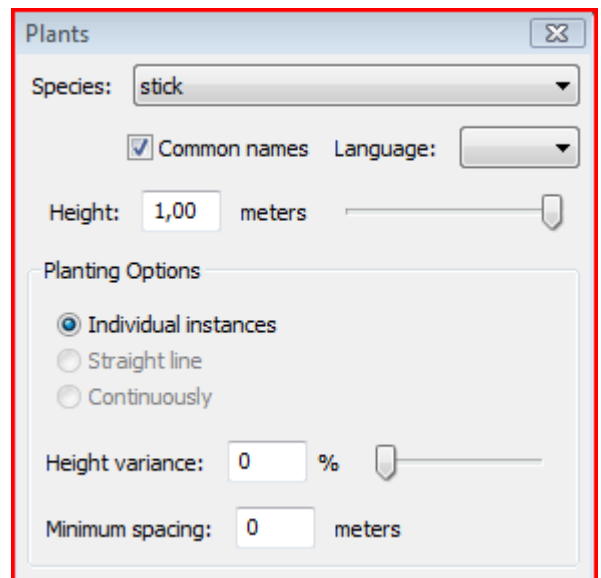 Plants
Species: stick
Common names Language:
Height: 1,00 meters
Planting Options
Individual instances
Straight line
Continuously
Height variance: 0 %
Minimum spacing: 0 meters